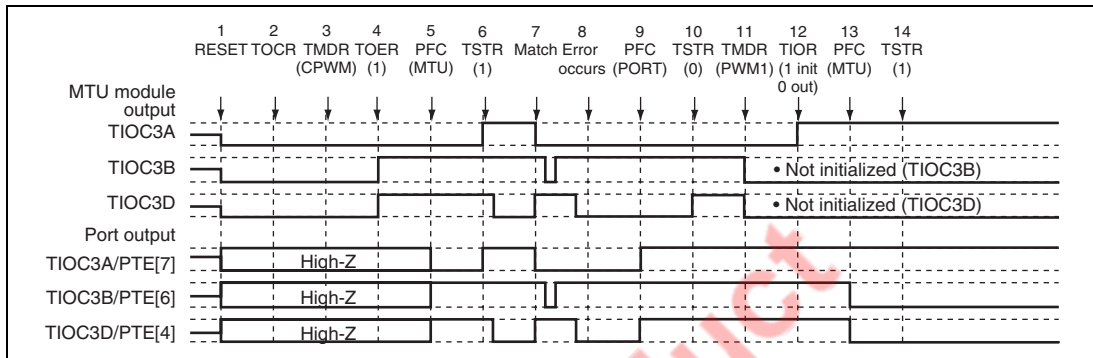 1 2 3 4 5 6 7 8 9 10 11 12 13 14
RESET TOCR TMDR TOER PFC TSTR Match Error PFC TSTR TMDR TIOR PFC TSTR
(CPWM) (1) (MTU) (1) occurs (PORT) (0) (PWM1) (1 init (MTU) (1)
0 out)
MTU module
output
TIOC3A
TIOC3B
• Not initialized (TIOC3B)
TIOC3D
• Not initialized (TIOC3D)
Port output
TIOC3A/PTE[7]
High-Z
TIOC3B/PTE[6]
High-Z
TIOC3D/PTE[4]
High-Z
uct